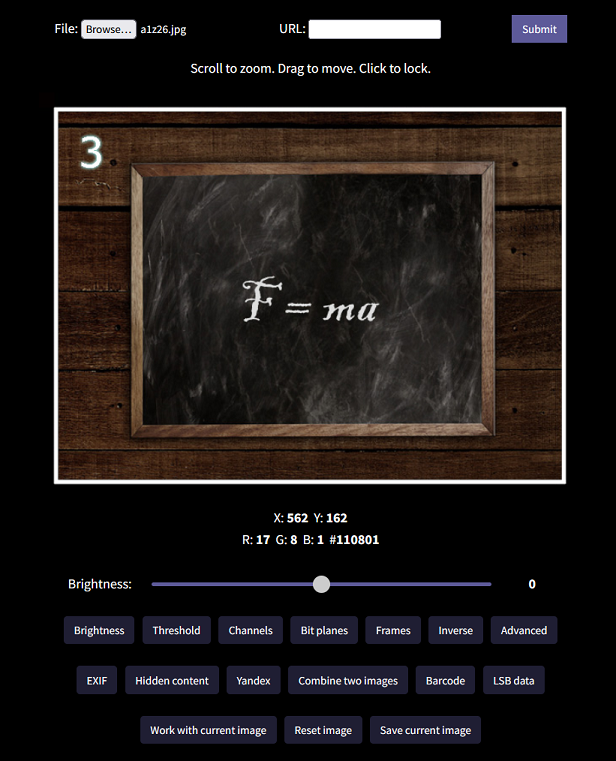 File: Browse... a1z26.jpg URL: Submit
Scroll to zoom. Drag to move. Click to lock.
3
F = ma
X: 562 Y: 162
R: 17 G: 8 B: 1 #110801
Brightness: 0
Brightness Threshold Channels Bit planes Frames Inverse Advanced
EXIF Hidden content Yandex Combine two images Barcode LSB data
Work with current image Reset image Save current image